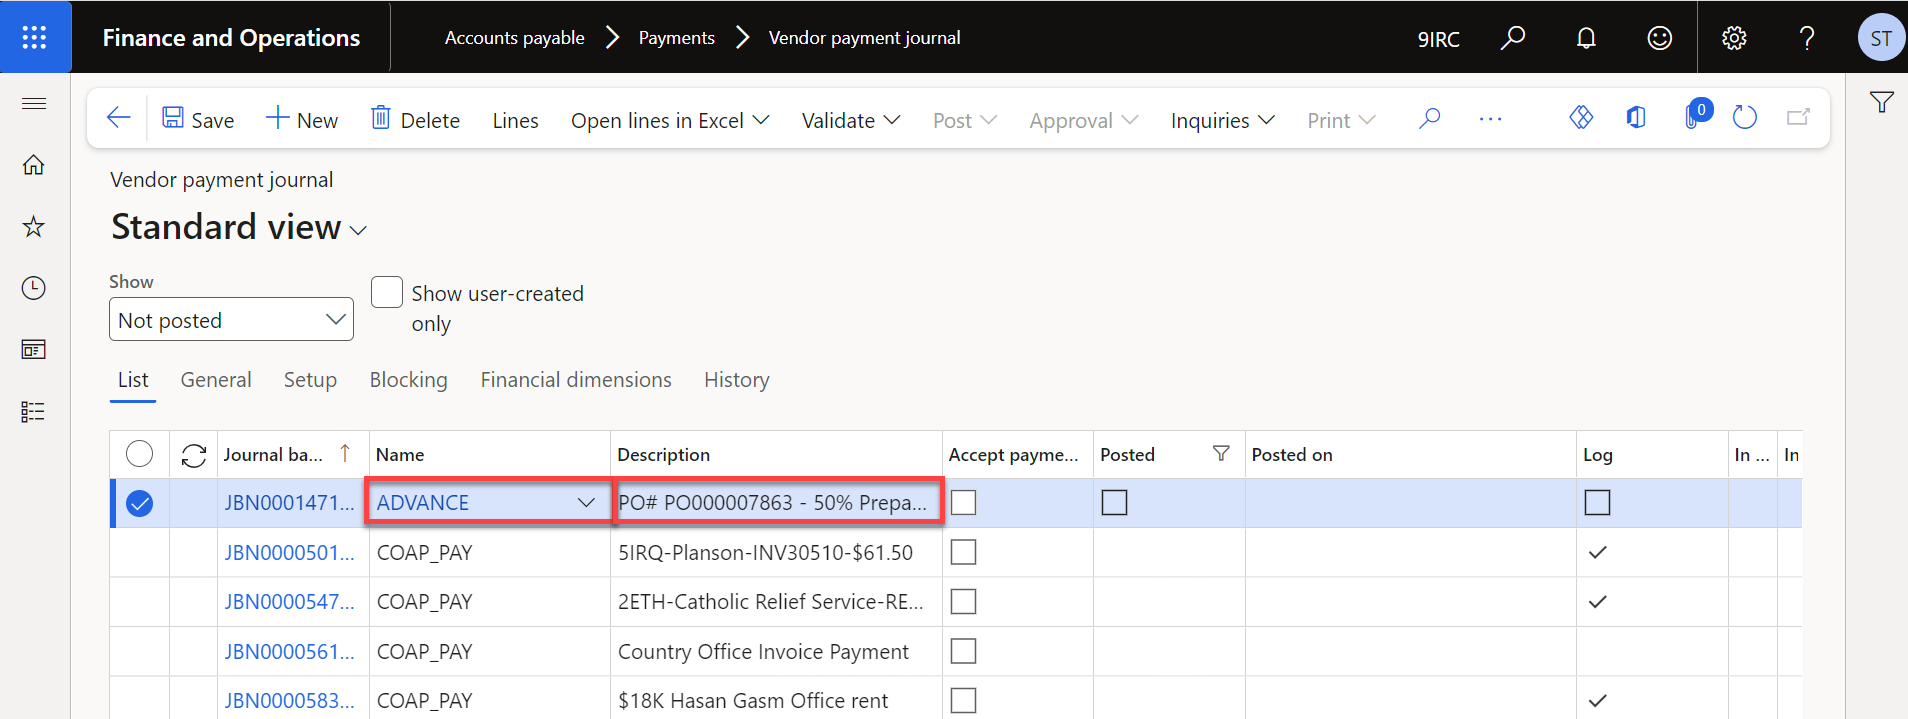 Finance and Operations
Accounts payable > Payments > Vendor payment journal
9IRC
?
ST
Save
New
Delete
Lines
Open lines in Excel
Validate
Post
Approval
Inquiries
Print
...
0
Vendor payment journal
Standard view
Show
Not posted
Show user-created
only
List General Setup Blocking Financial dimensions History
Journal ba... Name Description Accept payme... Posted Posted on Log In ... In
JBN0001471... ADVANCE PO# PO000007863 - 50% Prepa...
JBN0000501... COAP_PAY 5IRQ-Planson-INV30510-$61.50
JBN0000547... COAP_PAY 2ETH-Catholic Relief Service-RE...
JBN0000561... COAP_PAY Country Office Invoice Payment
JBN0000583... COAP_PAY $18K Hasan Gasm Office rent